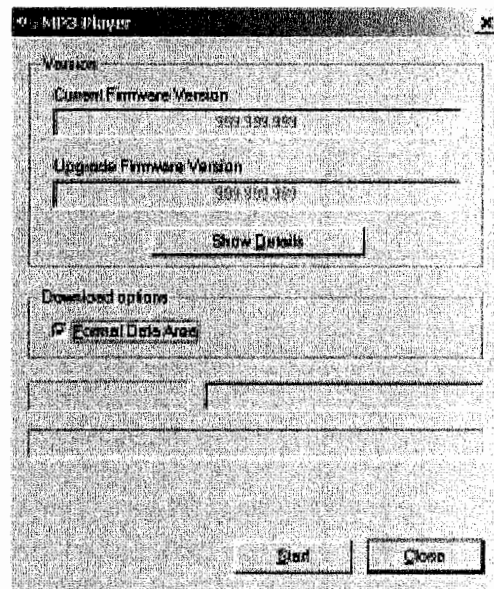 MP3 Player
Version
Current Firmware Version
999.999.999
Upgrade Firmware Version
999.999.999
Show Details
Download options
Format Data Area
Start
Close